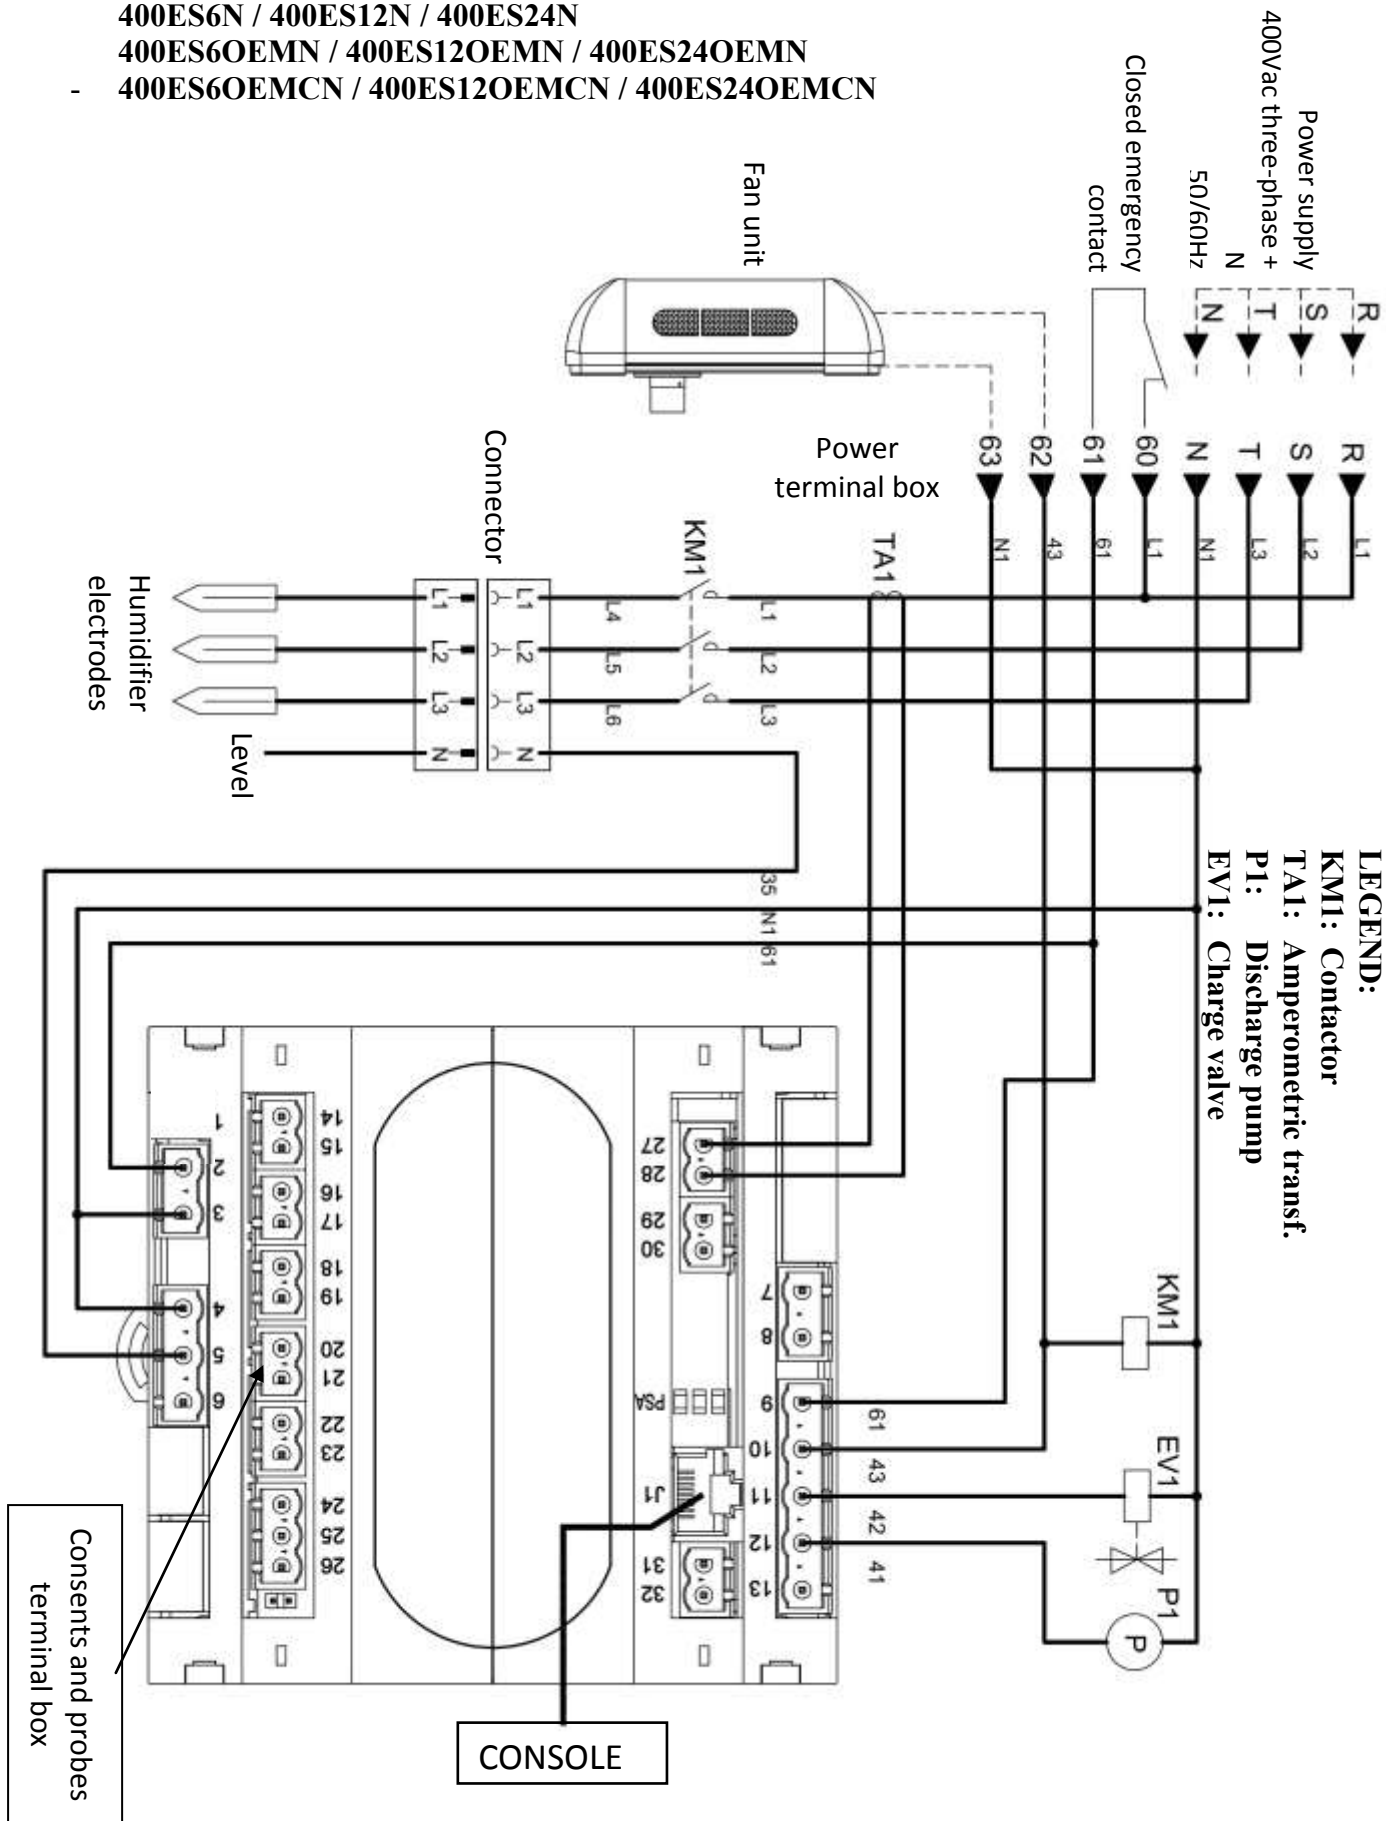 400ES6N / 400ES12N / 400ES24N
400ES6OEMN / 400ES12OEMN / 400ES24OEMN
- 400ES6OEMCN / 400ES12OEMCN / 400ES24OEMCN
Power supply
400Vac three-phase +
N
50/60Hz
Closed emergency
contact
Fan unit
R
S
T
N
R
S
T
N
60
61
62
63
Power
terminal box
L1
L2
L3
N1
L1
61
43
N1
TA1
KM1
Connector
L1
L2
L3
L4
L5
L6
L1
L2
L3
N
L1
L2
L3
N
Humidifier
electrodes
Level
35
N1
61
LEGEND:
KM1: Contactor
TA1: Amperometric transf.
P1: Discharge pump
EV1: Charge valve
1
2
3
4
5
6
14
15
16
17
18
19
20
21
22
23
24
25
26
27
28
29
30
PSA
J1
31
32
7
8
9
10
11
12
13
61
43
42
41
KM1
EV1
P1
P
CONSOLE
Consents and probes
terminal box